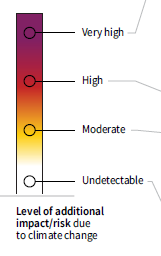 Very high
High
Moderate
Undetectable
Level of additional
impact/risk due
to climate change